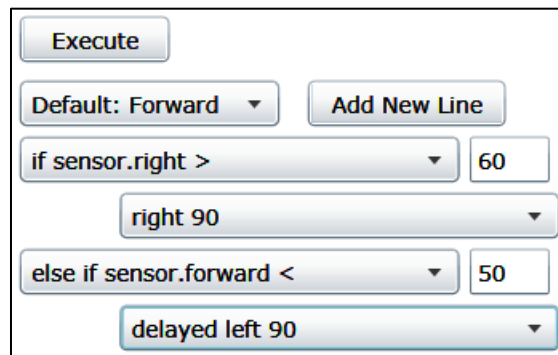 Execute
Default: Forward Add New Line
if sensor.right > 60
right 90
else if sensor.forward < 50
delayed left 90